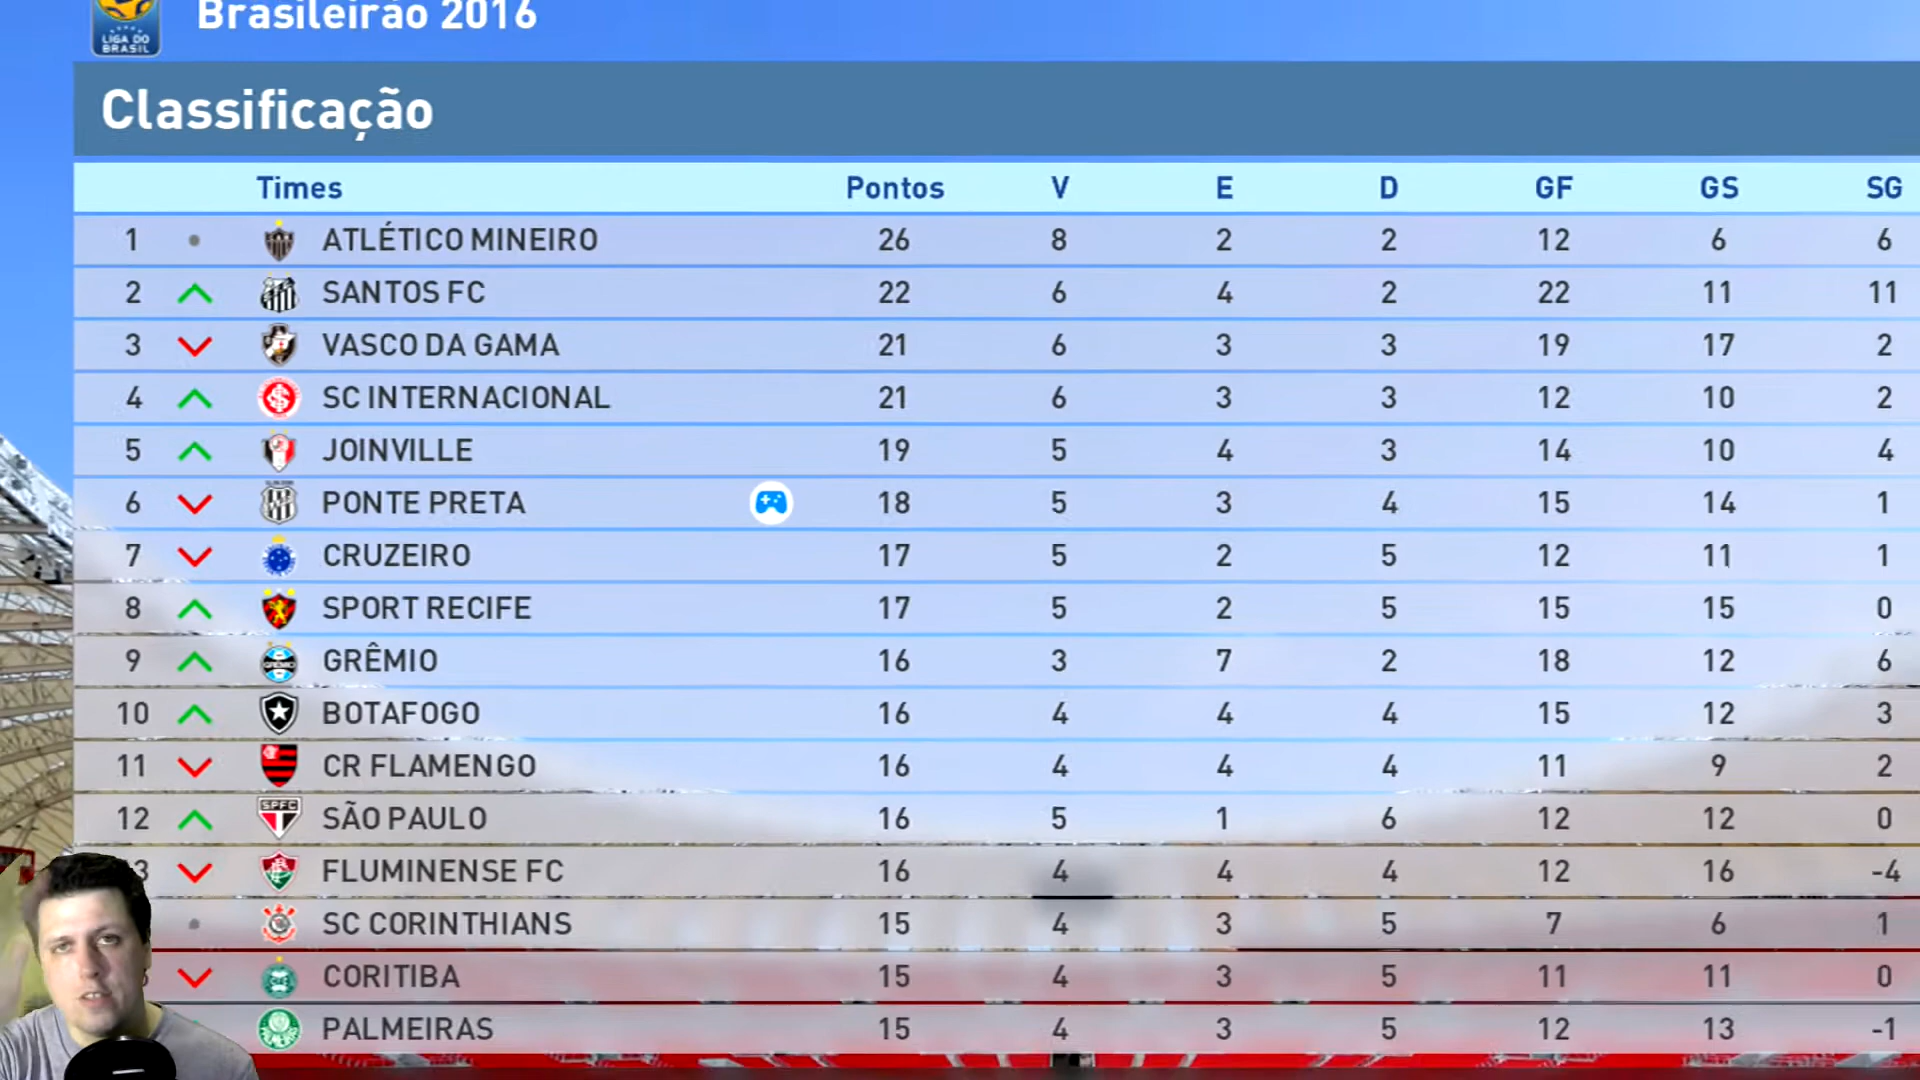 LIGA DO
BRASIL
Brasileirão 2016
Classificação
Times Pontos V E D GF GS SG
1 ATLÉTICO MINEIRO 26 8 2 2 12 6 6
2 SANTOS FC 22 6 4 2 22 11 11
3 VASCO DA GAMA 21 6 3 3 19 17 2
4 SC INTERNACIONAL 21 6 3 3 12 10 2
5 JOINVILLE 19 5 4 3 14 10 4
6 PONTE PRETA 18 5 3 4 15 14 1
7 CRUZEIRO 17 5 2 5 12 11 1
8 SPORT RECIFE 17 5 2 5 15 15 0
9 GRÊMIO 16 3 7 2 18 12 6
10 BOTAFOGO 16 4 4 4 15 12 3
11 CR FLAMENGO 16 4 4 4 11 9 2
12 SPFC SÃO PAULO 16 5 1 6 12 12 0
3 FLUMINENSE FC 16 4 4 4 12 16 -4
SC CORINTHIANS 15 4 3 5 7 6 1
CORITIBA 15 4 3 5 11 11 0
PALMEIRAS 15 4 3 5 12 13 -1